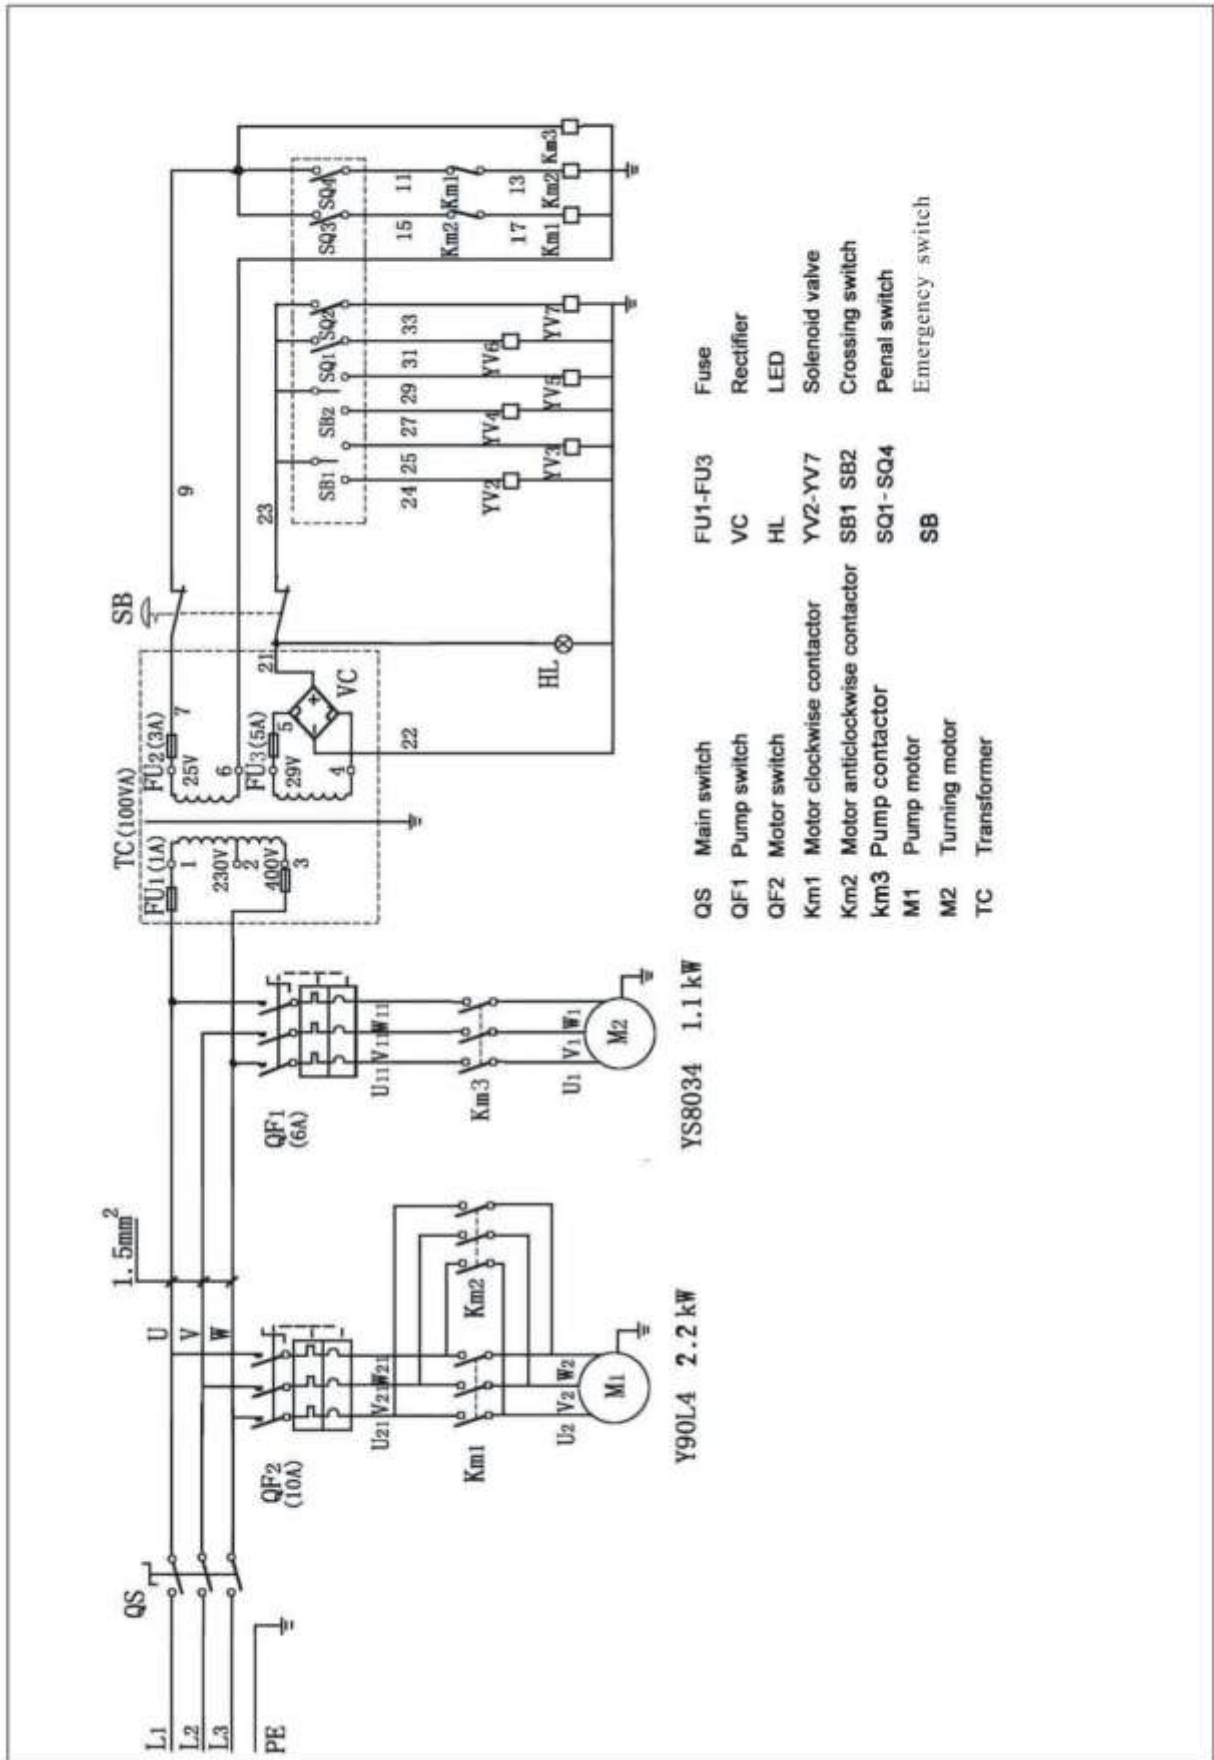 L1
L2
L3
PE
QS
U
V
W
1.5mm²
QF2
(10A)
U21 V21 W21
Km1
Km2
U2 V2 W2
M1
Y90L4 2.2kW
QF1
(6A)
U11 V11 W11
Km3
U1 V1 W1
M2
YS8034 1.1kW
TC(100VA)
FU1(1A)
1
230V
2
400V
3
FU2(3A)
25V
7
6
FU3(5A)
29V
5
4
VC
21
22
HL
SB
9
23
SB1
SB2
SQ1
SQ2
SQ3
SQ4
24
25
27
29
31
33
15
11
YV2
YV3
YV4
YV5
YV6
YV7
Km2
Km1
17
13
Km1
Km2
Km3
QS Main switch
QF1 Pump switch
QF2 Motor switch
Km1 Motor clockwise contactor
Km2 Motor anticlockwise contactor
km3 Pump contactor
M1 Pump motor
M2 Turning motor
TC Transformer
FU1-FU3 Fuse
VC Rectifier
HL LED
YV2-YV7 Solenoid valve
SB1 SB2 Crossing switch
SQ1-SQ4 Penal switch
SB Emergency switch